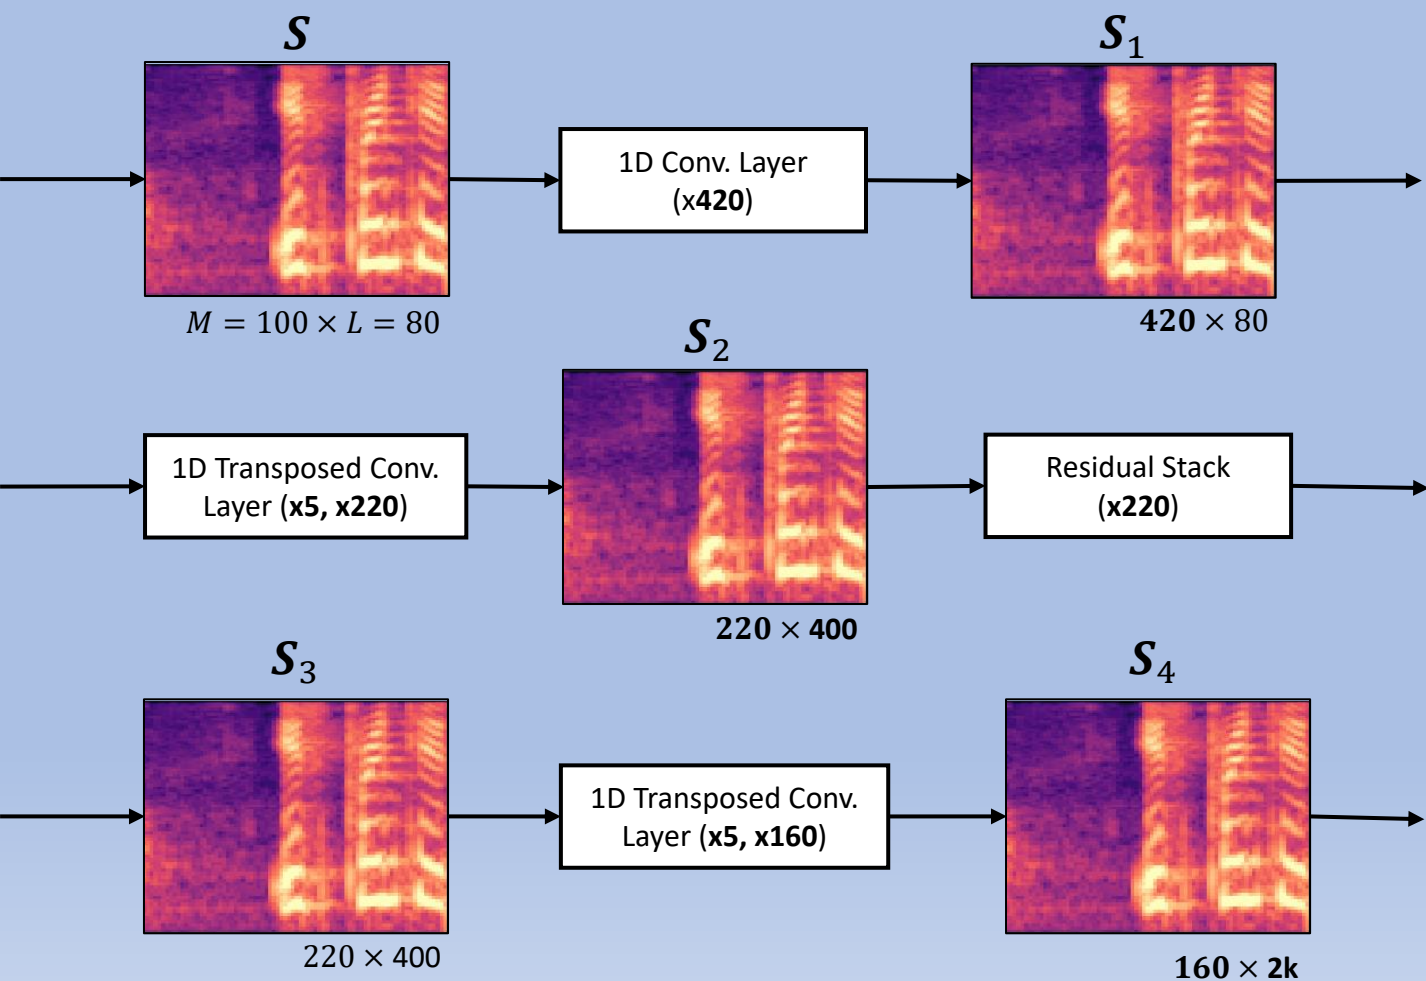 S
S₁
1D Conv. Layer
(x420)
M = 100 × L = 80
420 × 80
S₂
1D Transposed Conv.
Layer (x5, x220)
Residual Stack
(x220)
220 × 400
S₃
S₄
1D Transposed Conv.
Layer (x5, x160)
220 × 400
160 × 2k